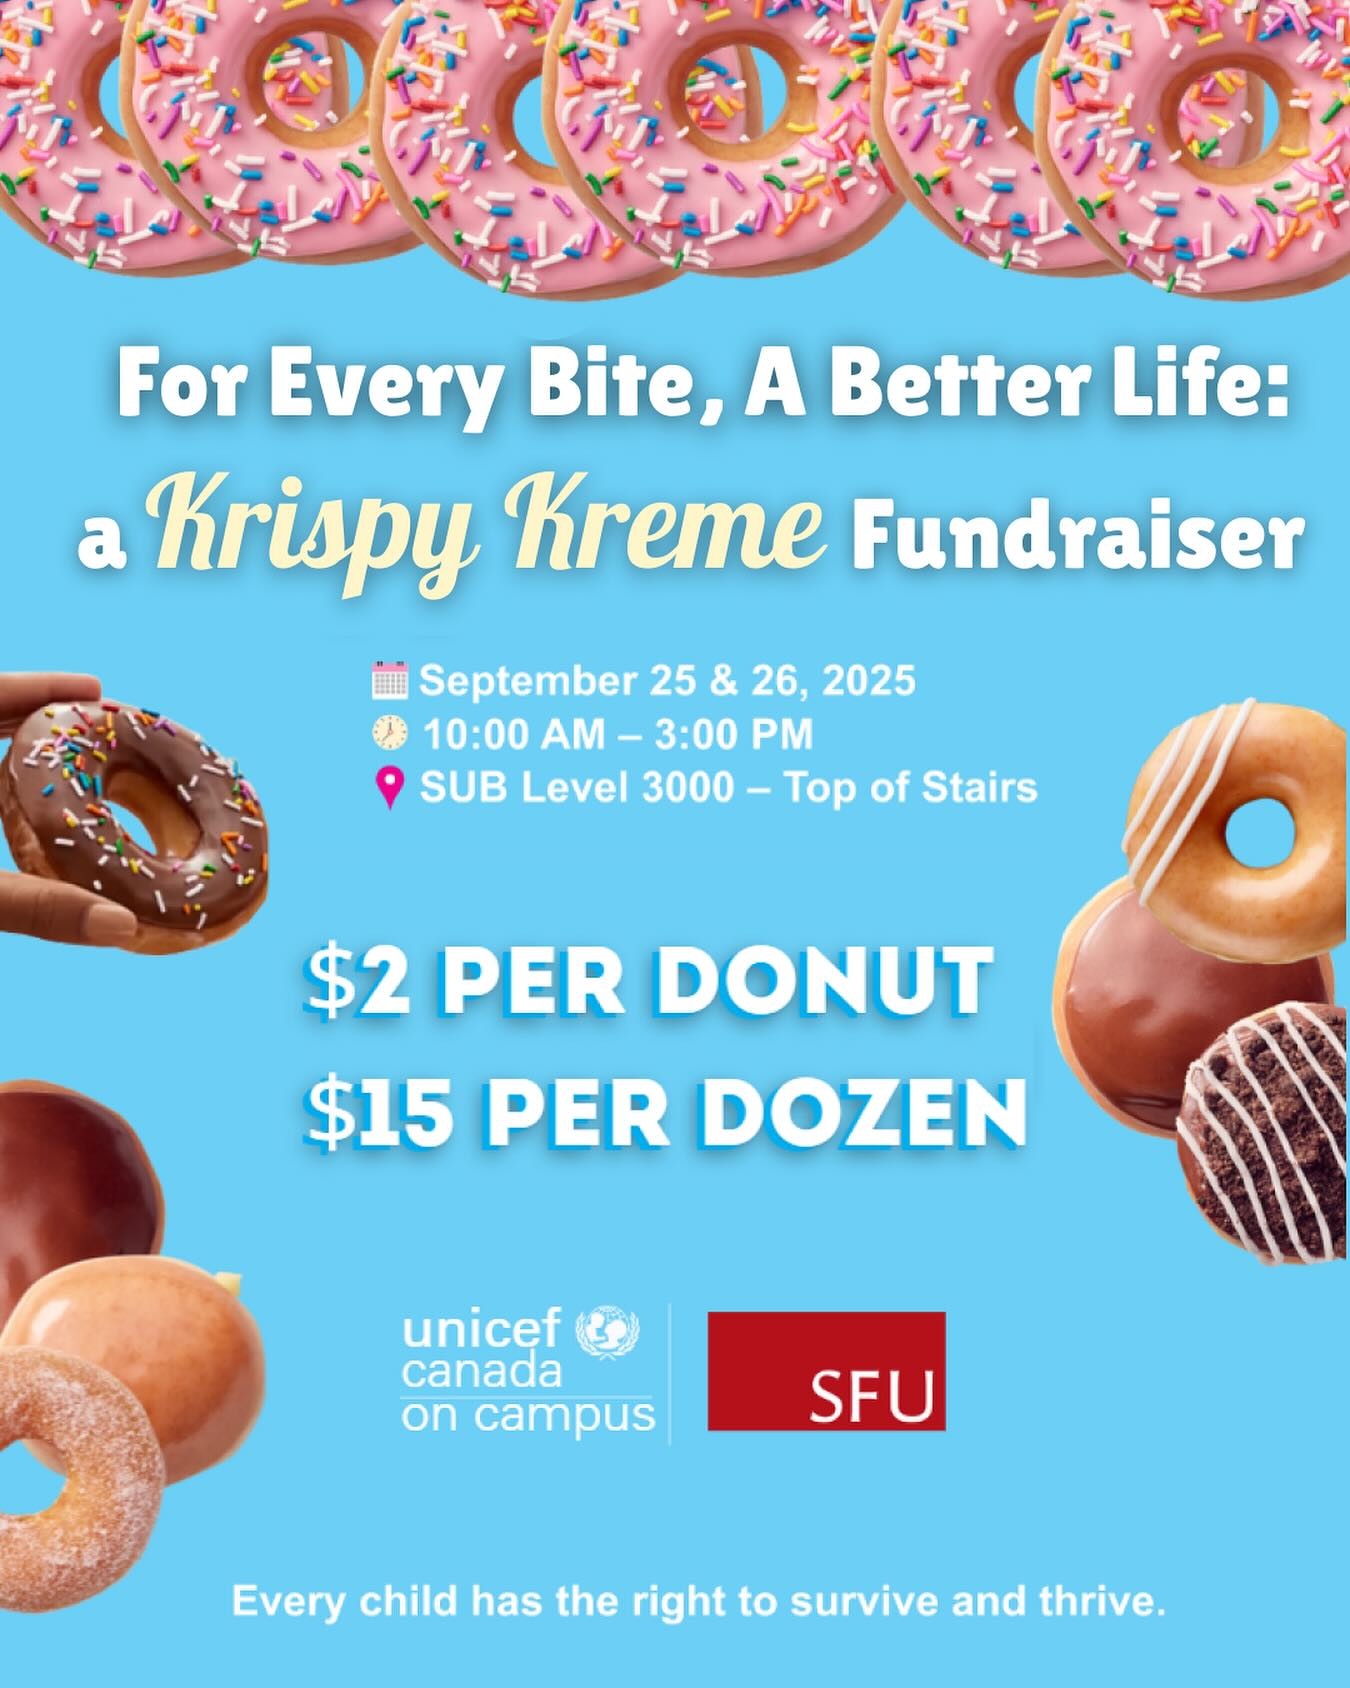 For Every Bite, A Better Life:
a Krispy Kreme Fundraiser
September 25 & 26, 2025
10:00 AM – 3:00 PM
SUB Level 3000 – Top of Stairs
$2 PER DONUT
$15 PER DOZEN
unicef
canada
on campus
SFU
Every child has the right to survive and thrive.